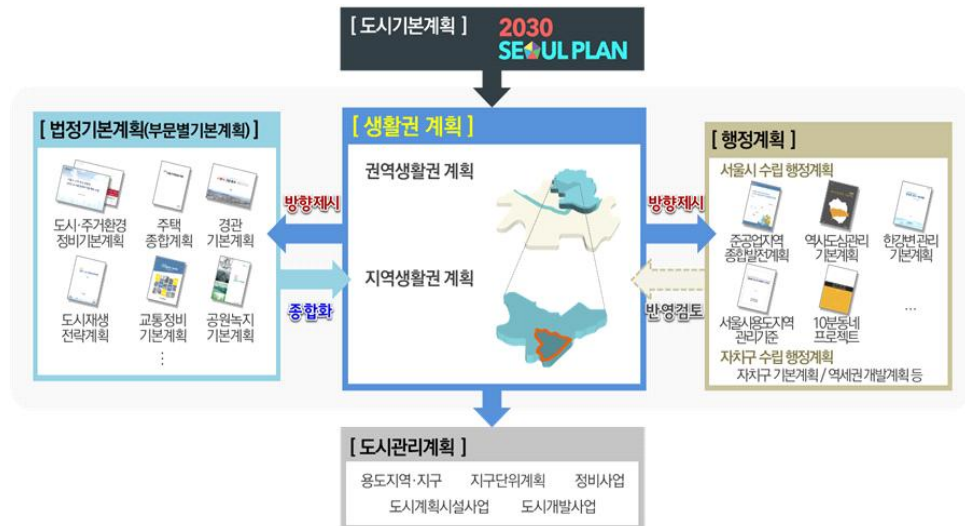 [ 도시기본계획 ]
2030
SEOUL PLAN
[ 법정기본계획(부문별기본계획) ]
도시·주거환경
정비기본계획
주택
종합계획
경관
기본계획
도시재생
전략계획
교통정비
기본계획
공원녹지
기본계획
⋮
방향제시
종합화
[ 생활권 계획 ]
권역생활권 계획
지역생활권 계획
방향제시
반영검토
[ 행정계획 ]
서울시 수립 행정계획
준공업지역
종합발전계획
역사도심관리
기본계획
한강변 관리
기본계획
서울시용도지역
관리기준
10분동네
프로젝트
...
자치구 수립 행정계획
자치구 기본계획 / 역세권 개발계획 등
[ 도시관리계획 ]
용도지역·지구 지구단위계획 정비사업
도시계획시설사업 도시개발사업